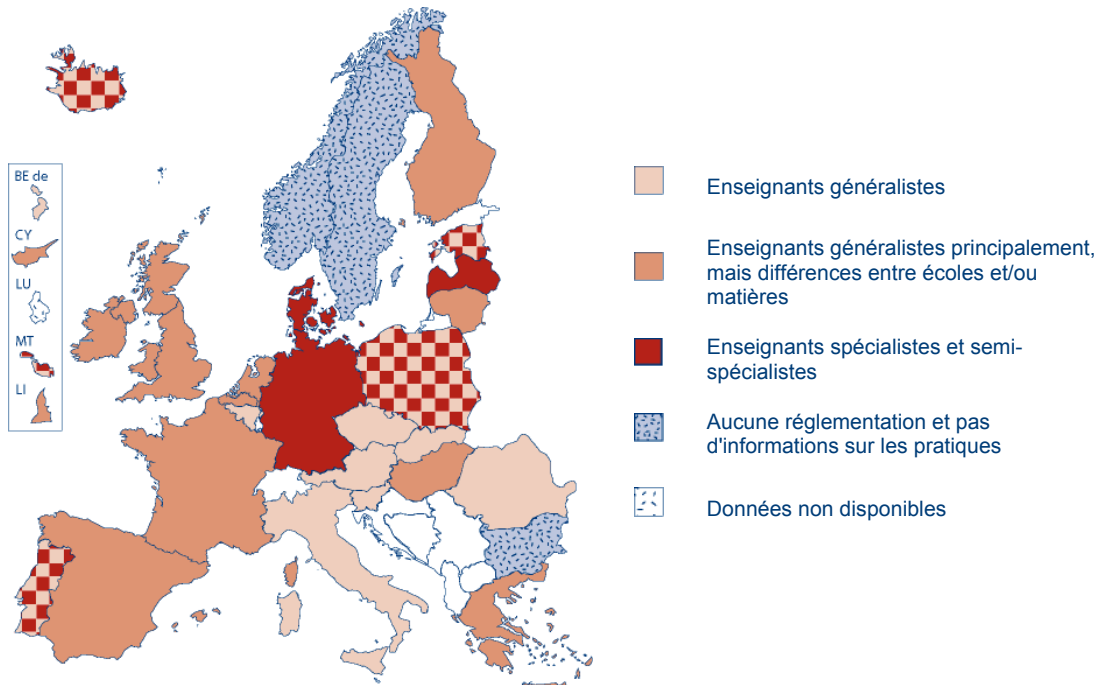 BE de
CY
LU
MT
LI
Enseignants généralistes
Enseignants généralistes principalement,
mais différences entre écoles et/ou
matières
Enseignants spécialistes et semi-
spécialistes
Aucune réglementation et pas
d'informations sur les pratiques
Données non disponibles